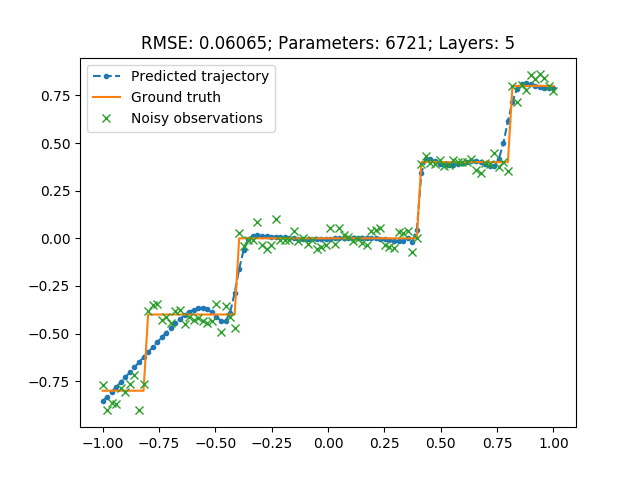 RMSE: 0.06065; Parameters: 6721; Layers: 5
Predicted trajectory
Ground truth
Noisy observations
0.75
0.50
0.25
0.00
−0.25
−0.50
−0.75
−1.00 −0.75 −0.50 −0.25 0.00 0.25 0.50 0.75 1.00